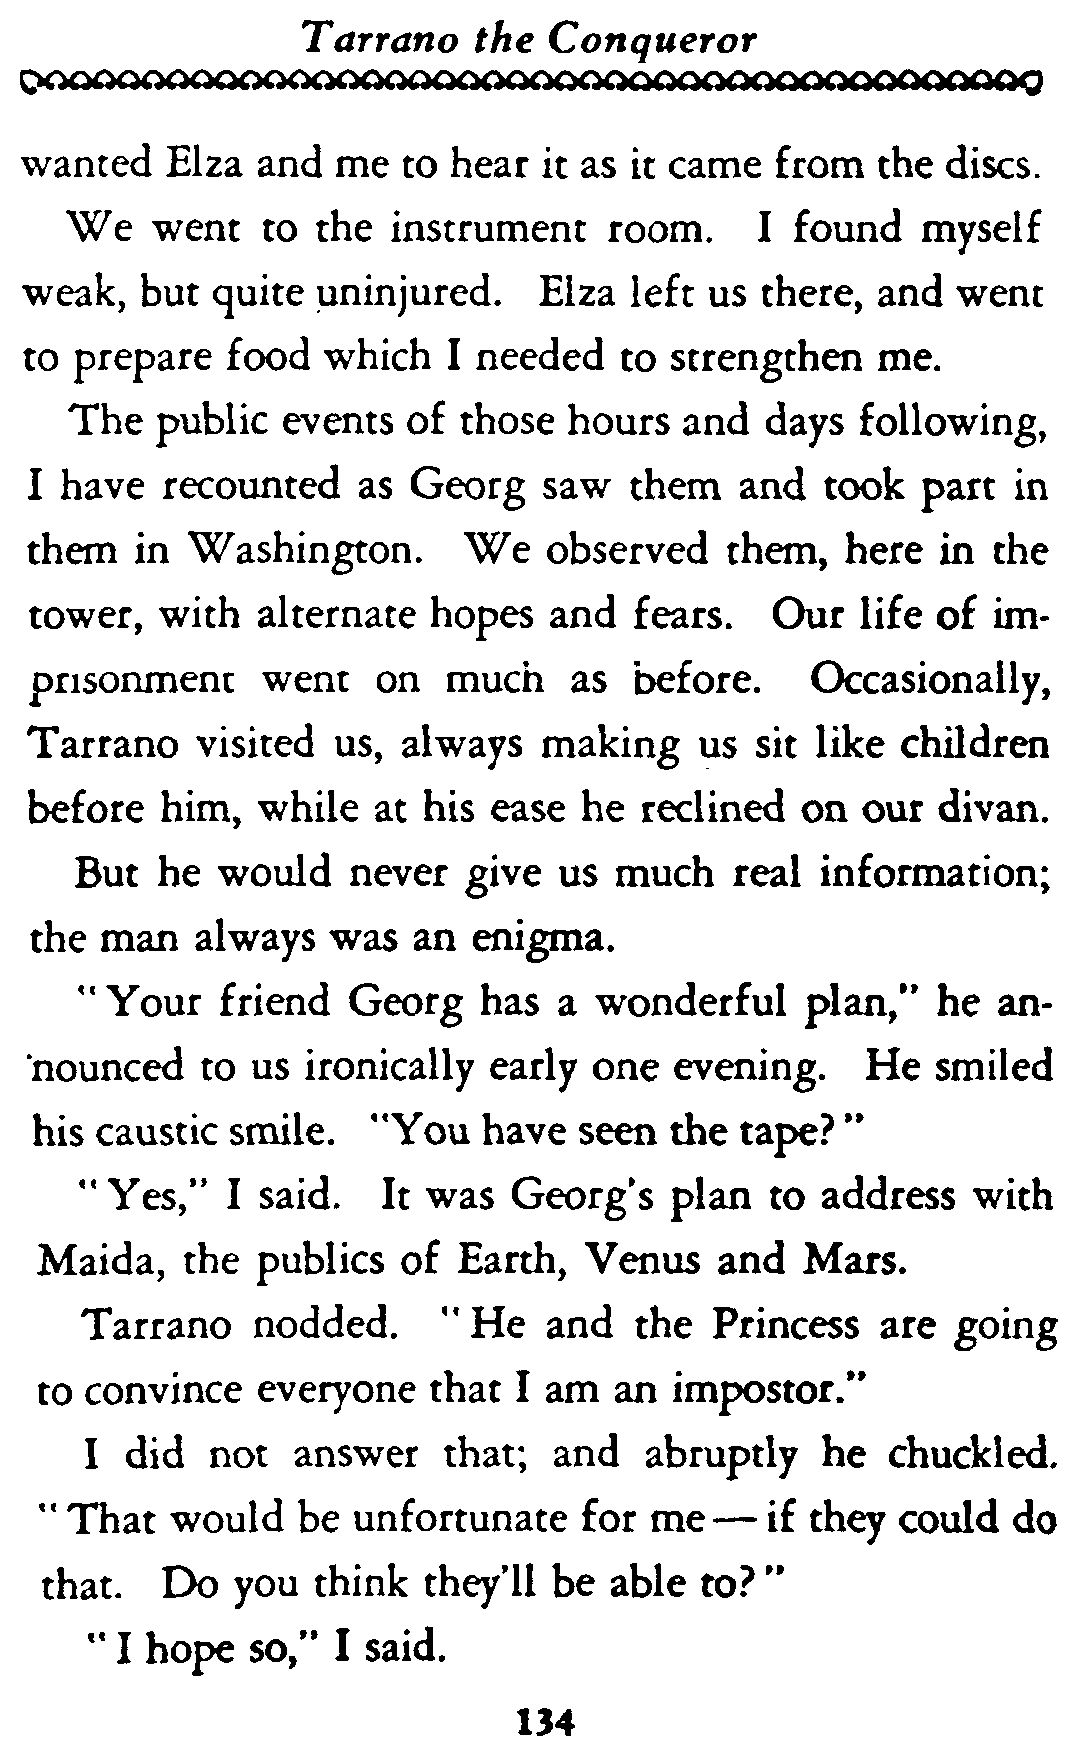 Tarrano the Conqueror
wanted Elza and me to hear it as it came from the discs.
We went to the instrument room. I found myself
weak, but quite uninjured. Elza left us there, and went
to prepare food which I needed to strengthen me.
The public events of those hours and days following,
I have recounted as Georg saw them and took part in
them in Washington. We observed them, here in the
tower, with alternate hopes and fears. Our life of im-
prisonment went on much as before. Occasionally,
Tarrano visited us, always making us sit like children
before him, while at his ease he reclined on our divan.
But he would never give us much real information;
the man always was an enigma.
"Your friend Georg has a wonderful plan," he an-
nounced to us ironically early one evening. He smiled
his caustic smile. "You have seen the tape?"
"Yes," I said. It was Georg's plan to address with
Maida, the publics of Earth, Venus and Mars.
Tarrano nodded. "He and the Princess are going
to convince everyone that I am an impostor."
I did not answer that; and abruptly he chuckled.
"That would be unfortunate for me—if they could do
that. Do you think they'll be able to?"
"I hope so," I said.
134